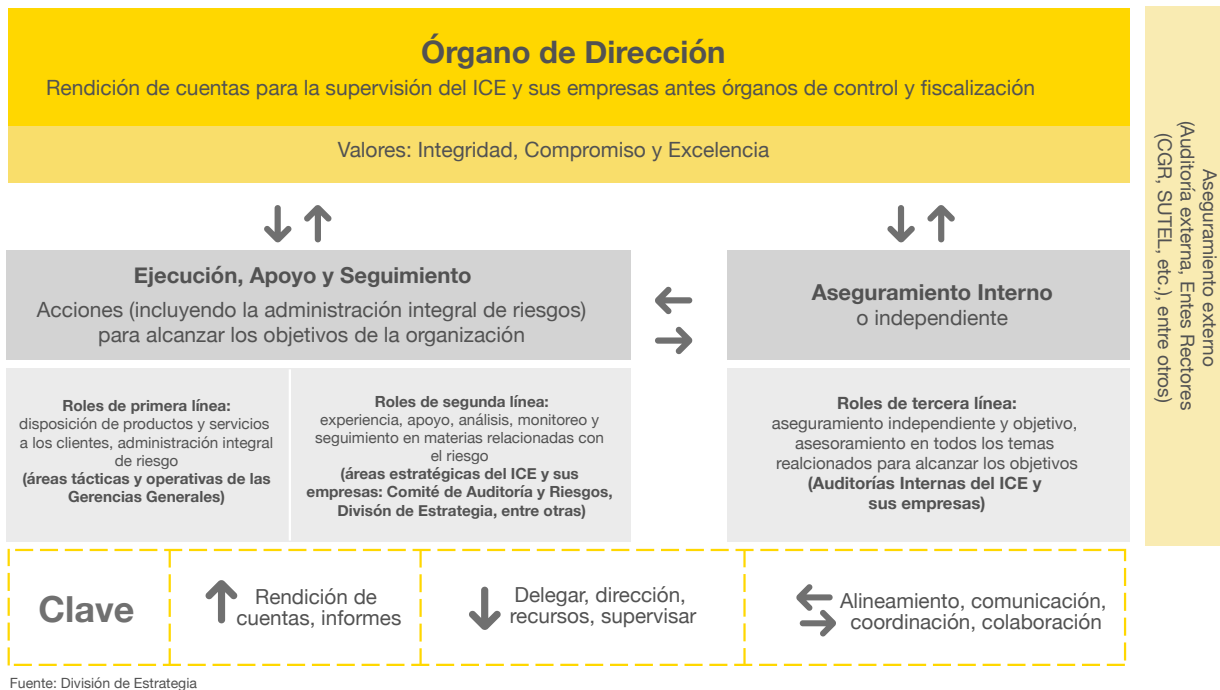 Órgano de Dirección
Rendición de cuentas para la supervisión del ICE y sus empresas antes órganos de control y fiscalización
Valores: Integridad, Compromiso y Excelencia
Ejecución, Apoyo y Seguimiento
Acciones (incluyendo la administración integral de riesgos)
para alcanzar los objetivos de la organización
Aseguramiento Interno
o independiente
Roles de primera línea:
disposición de productos y servicios
a los clientes, administración integral
de riesgo
(áreas tácticas y operativas de las
Gerencias Generales)
Roles de segunda línea:
experiencia, apoyo, análisis, monitoreo y
seguimiento en materias relacionadas con
el riesgo
(áreas estratégicas del ICE y sus
empresas: Comité de Auditoría y Riesgos,
Divisón de Estrategia, entre otras)
Roles de tercera línea:
aseguramiento independiente y objetivo,
asesoramiento en todos los temas
realcionados para alcanzar los objetivos
(Auditorías Internas del ICE y
sus empresas)
Aseguramiento externo
(Auditoría externa, Entes Rectores
(CGR, SUTEL, etc.), entre otros)
Clave
Rendición de
cuentas, informes
Delegar, dirección,
recursos, supervisar
Alineamiento, comunicación,
coordinación, colaboración
Fuente: División de Estrategia